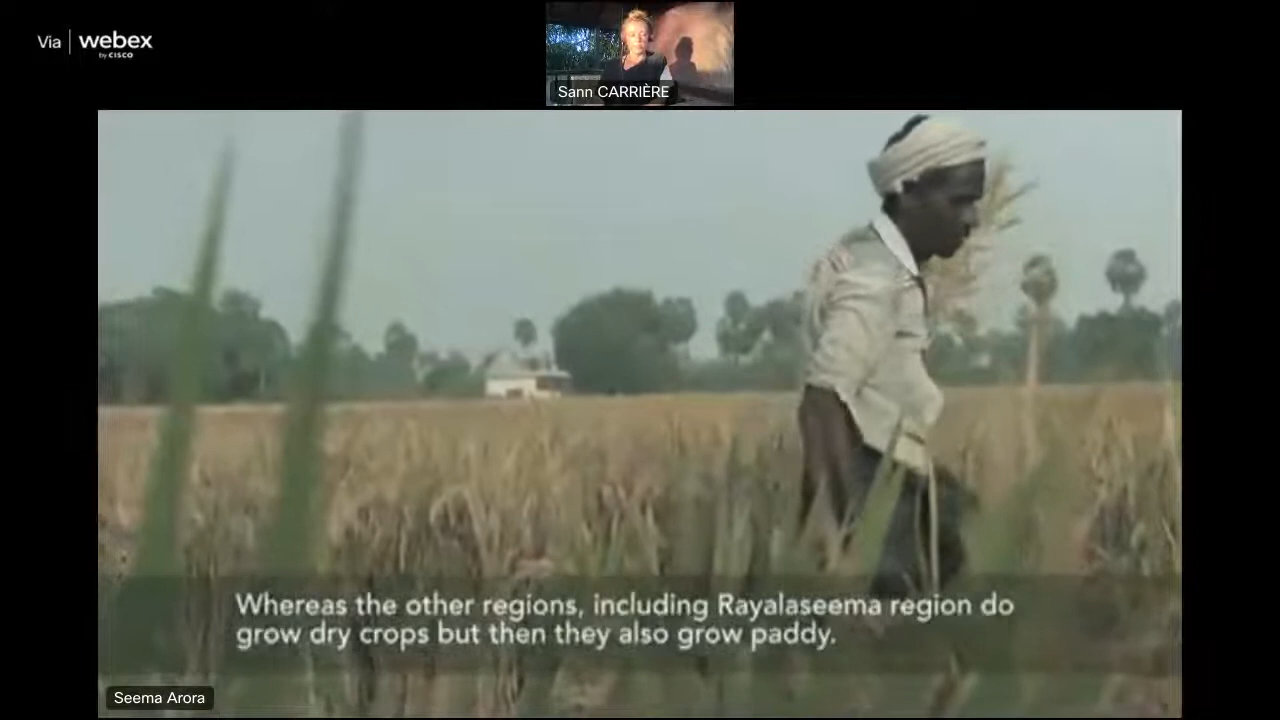 Via webex
by CISCO
Sann CARRIÈRE
Whereas the other regions, including Rayalaseema region do
grow dry crops but then they also grow paddy.
Seema Arora